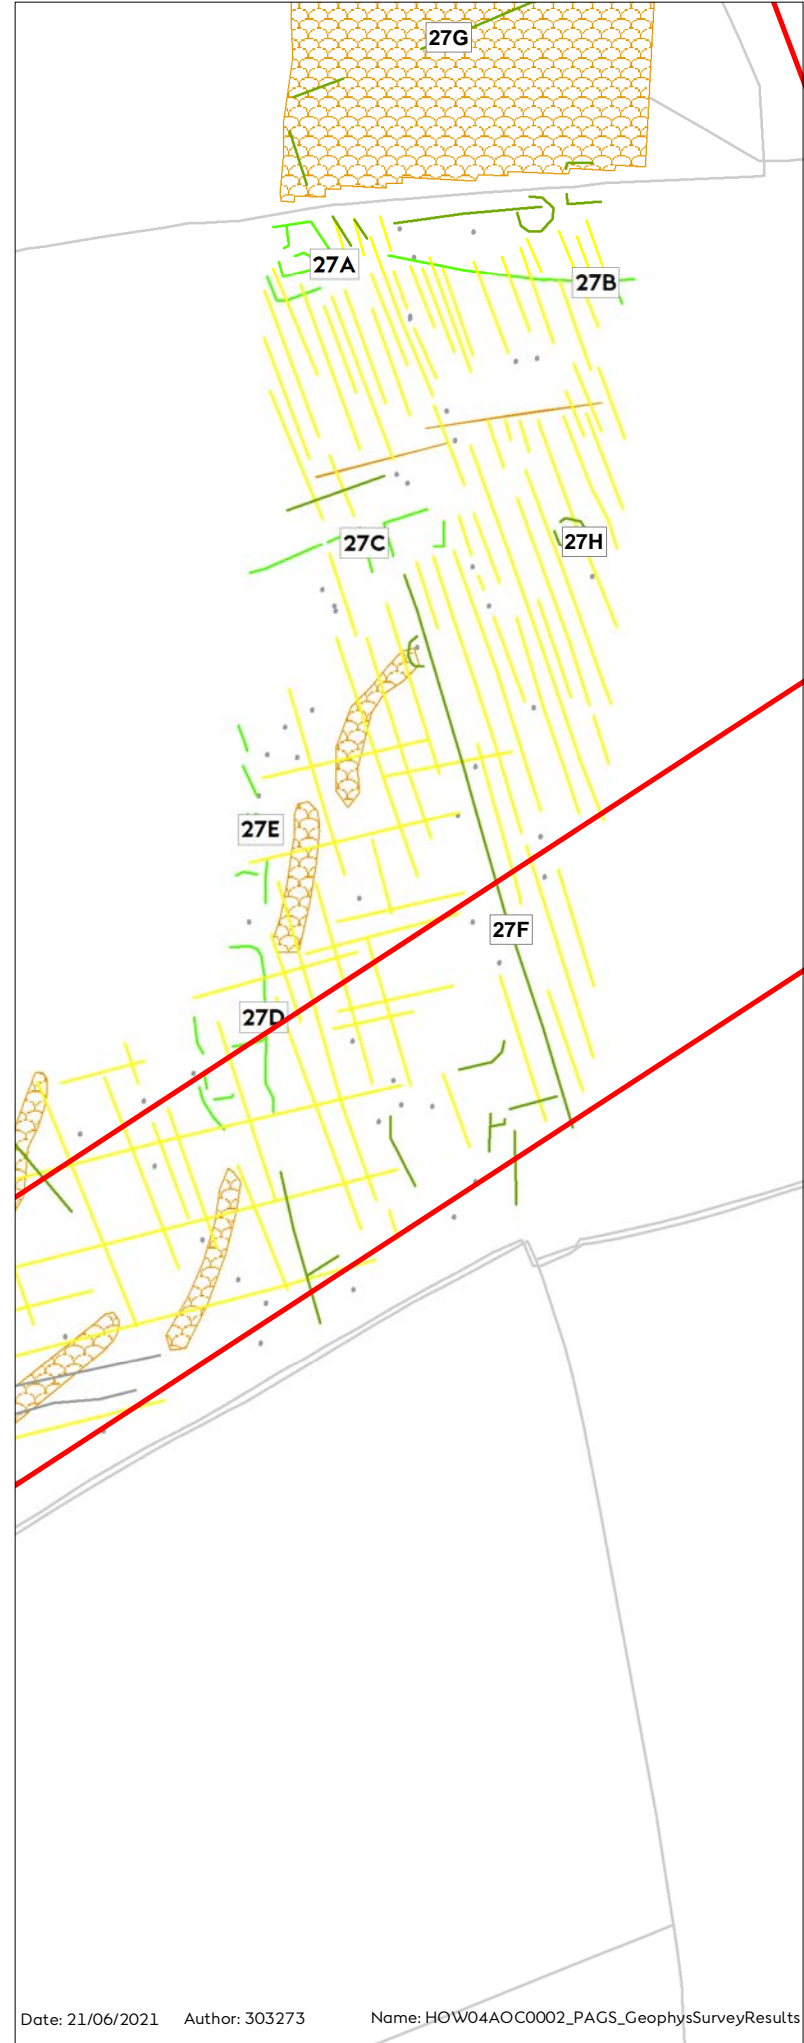 27G
27A
27B
27C
27H
27E
27F
27D
Date: 21/06/2021 Author: 303273 Name: HOW04AOC0002_PAGS_GeophysSurveyResults